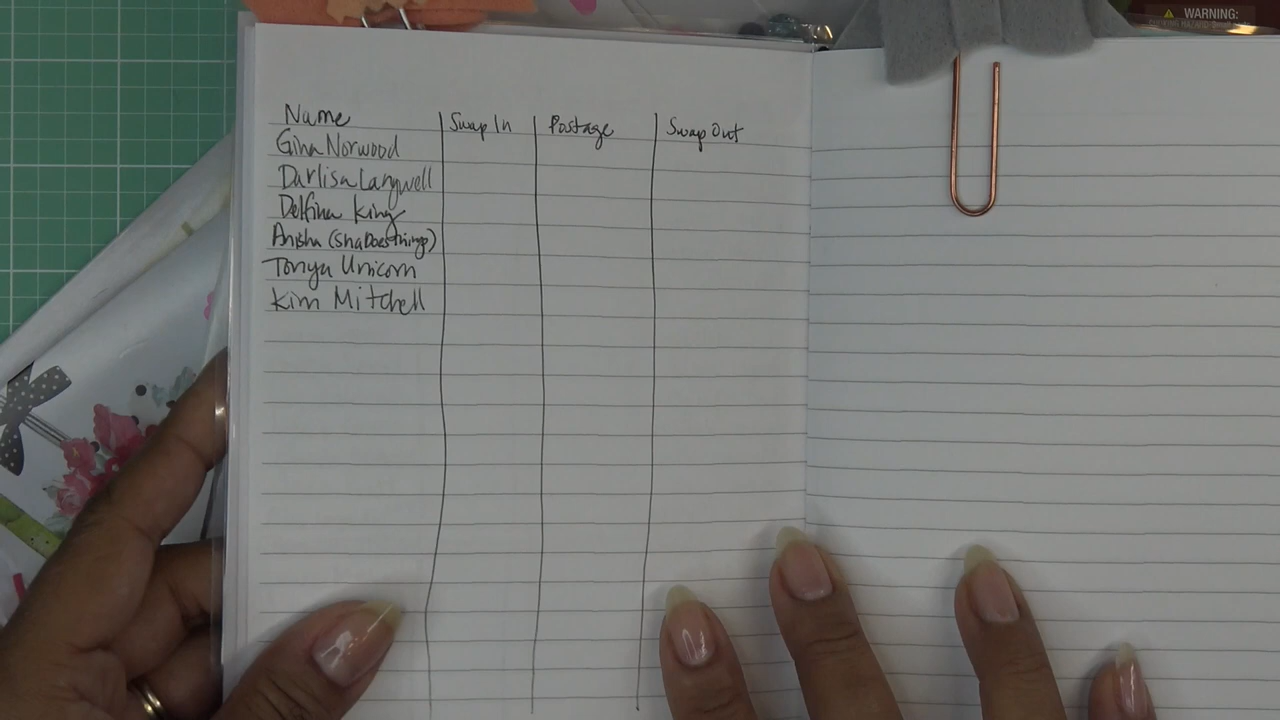 WARNING:
Name Swap In Postage Swap Out
Gina Norwood
Darlisa Langwell
Delfina King
Anisha (ShaDoesthings)
Tonya Unicorn
Kim Mitchell